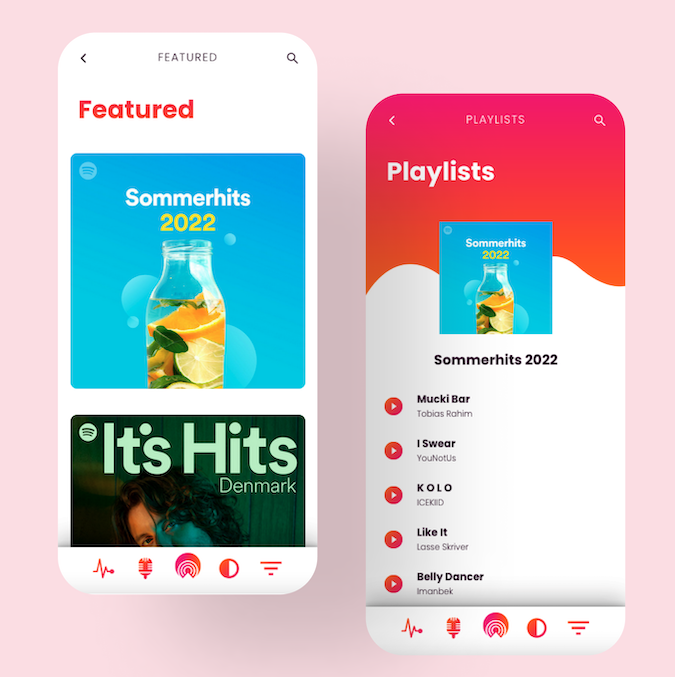 FEATURED
Featured
Sommerhits
2022
It's Hits
Denmark
PLAYLISTS
Playlists
Sommerhits
2022
Sommerhits 2022
Mucki Bar
Tobias Rahim
I Swear
YouNotUs
K O L O
ICEKIID
Like It
Lasse Skriver
Belly Dancer
Imanbek